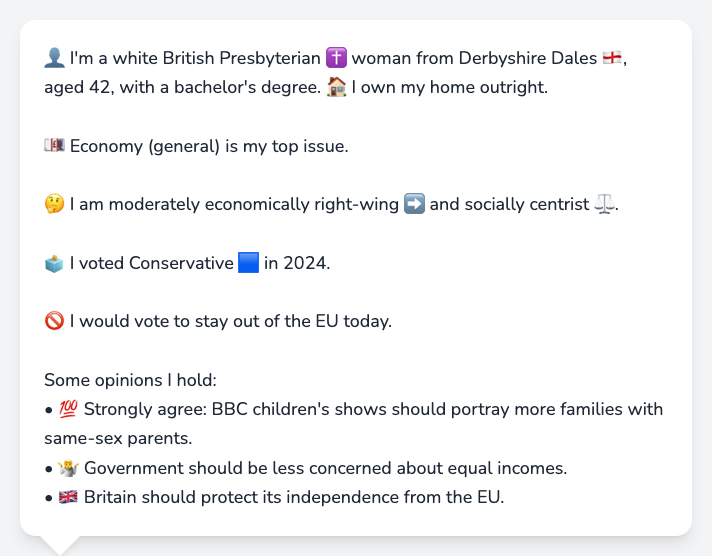 👤 I'm a white British Presbyterian ✝️ woman from Derbyshire Dales 🏴󠁧󠁢󠁥󠁮󠁧󠁿,
aged 42, with a bachelor's degree. 🏠 I own my home outright.
💷 Economy (general) is my top issue.
🤔 I am moderately economically right-wing ➡️ and socially centrist ⚖️.
🗳️ I voted Conservative 🟦 in 2024.
🚫 I would vote to stay out of the EU today.
Some opinions I hold:
• 💯 Strongly agree: BBC children's shows should portray more families with
same-sex parents.
• 🤷 Government should be less concerned about equal incomes.
• 🇬🇧 Britain should protect its independence from the EU.